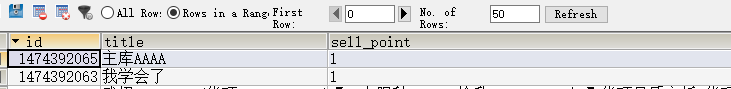 All Row: Rows in a Rang First Row: 0 No. of Rows: 50 Refresh
id title sell_point
1474392065 主库AAAA 1
1474392063 我学会了 1